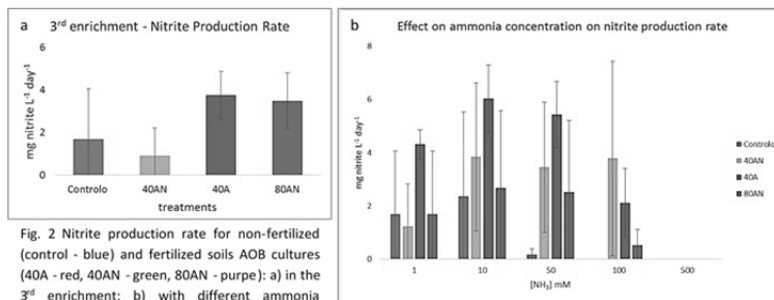 a
3rd enrichment - Nitrite Production Rate
mg nitrite L-1 day-1
6
4
2
0
Controlo 40AN 40A 80AN
treatments
Fig. 2 Nitrite production rate for non-fertilized
(control - blue) and fertilized soils AOB cultures
(40A - red, 40AN - green, 80AN - purpe): a) in the
3rd enrichment; b) with different ammonia
b
Effect on ammonia concentration on nitrite production rate
mg nitrite L-1 day-1
8
6
4
2
0
1 10 50 100 500
[NH3] mM
Controlo
40AN
40A
80AN